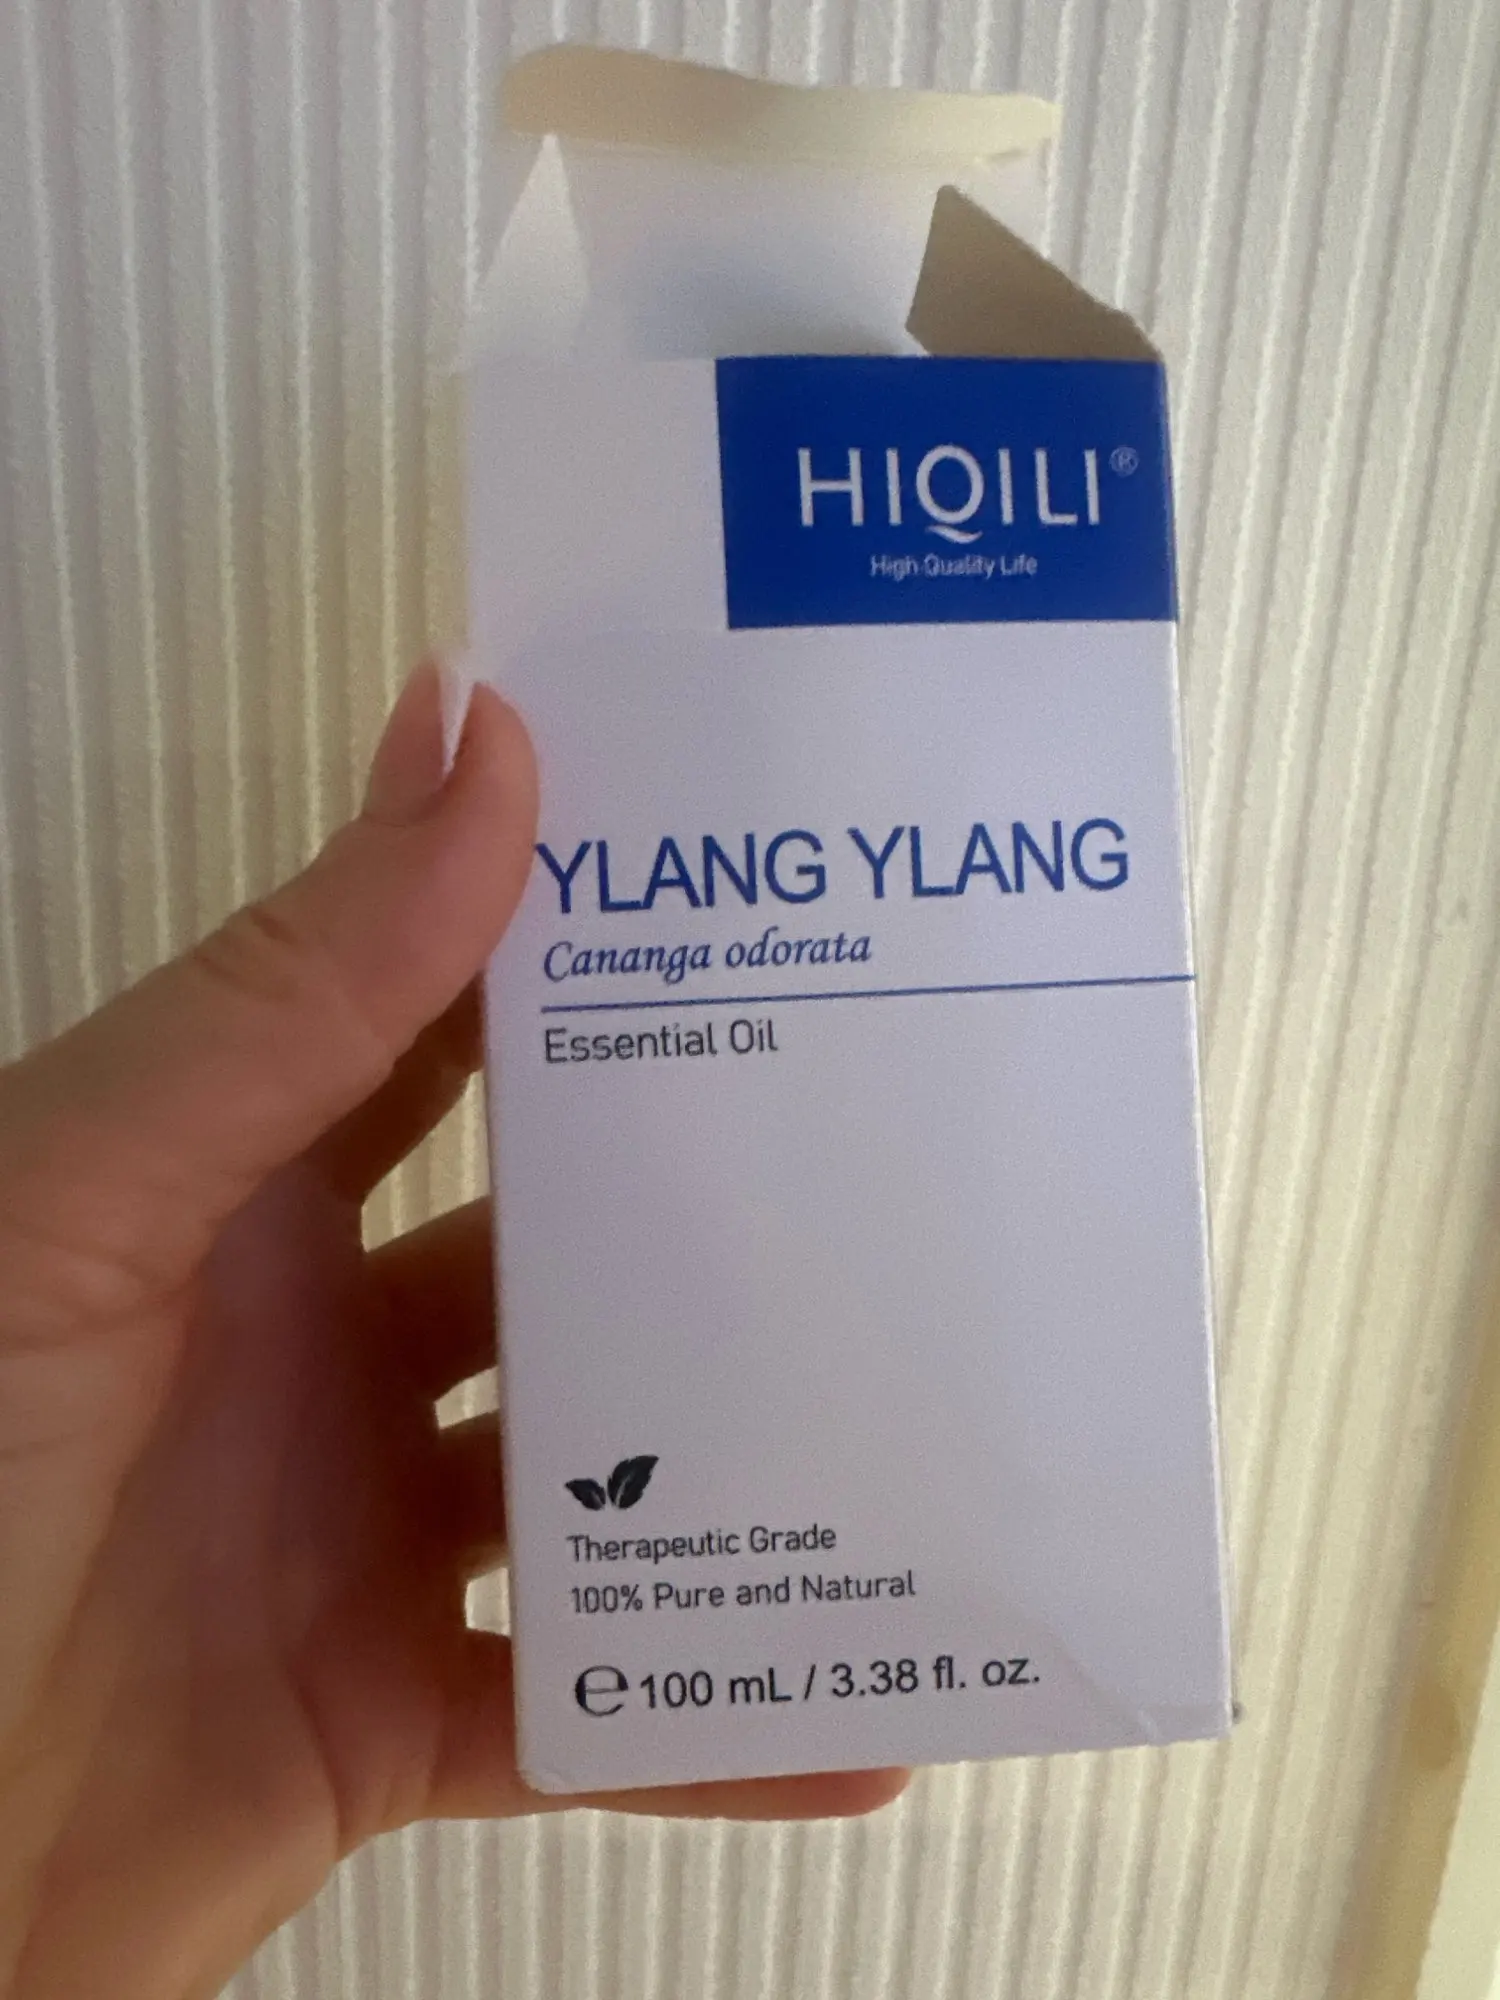 HIQILI®
High Quality Life
YLANG YLANG
Cananga odorata
Essential Oil
Therapeutic Grade
100% Pure and Natural
℮ 100 mL / 3.38 fl. oz.